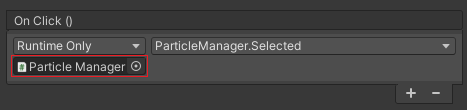 On Click ()
Runtime Only ParticleManager.Selected
Particle Manager